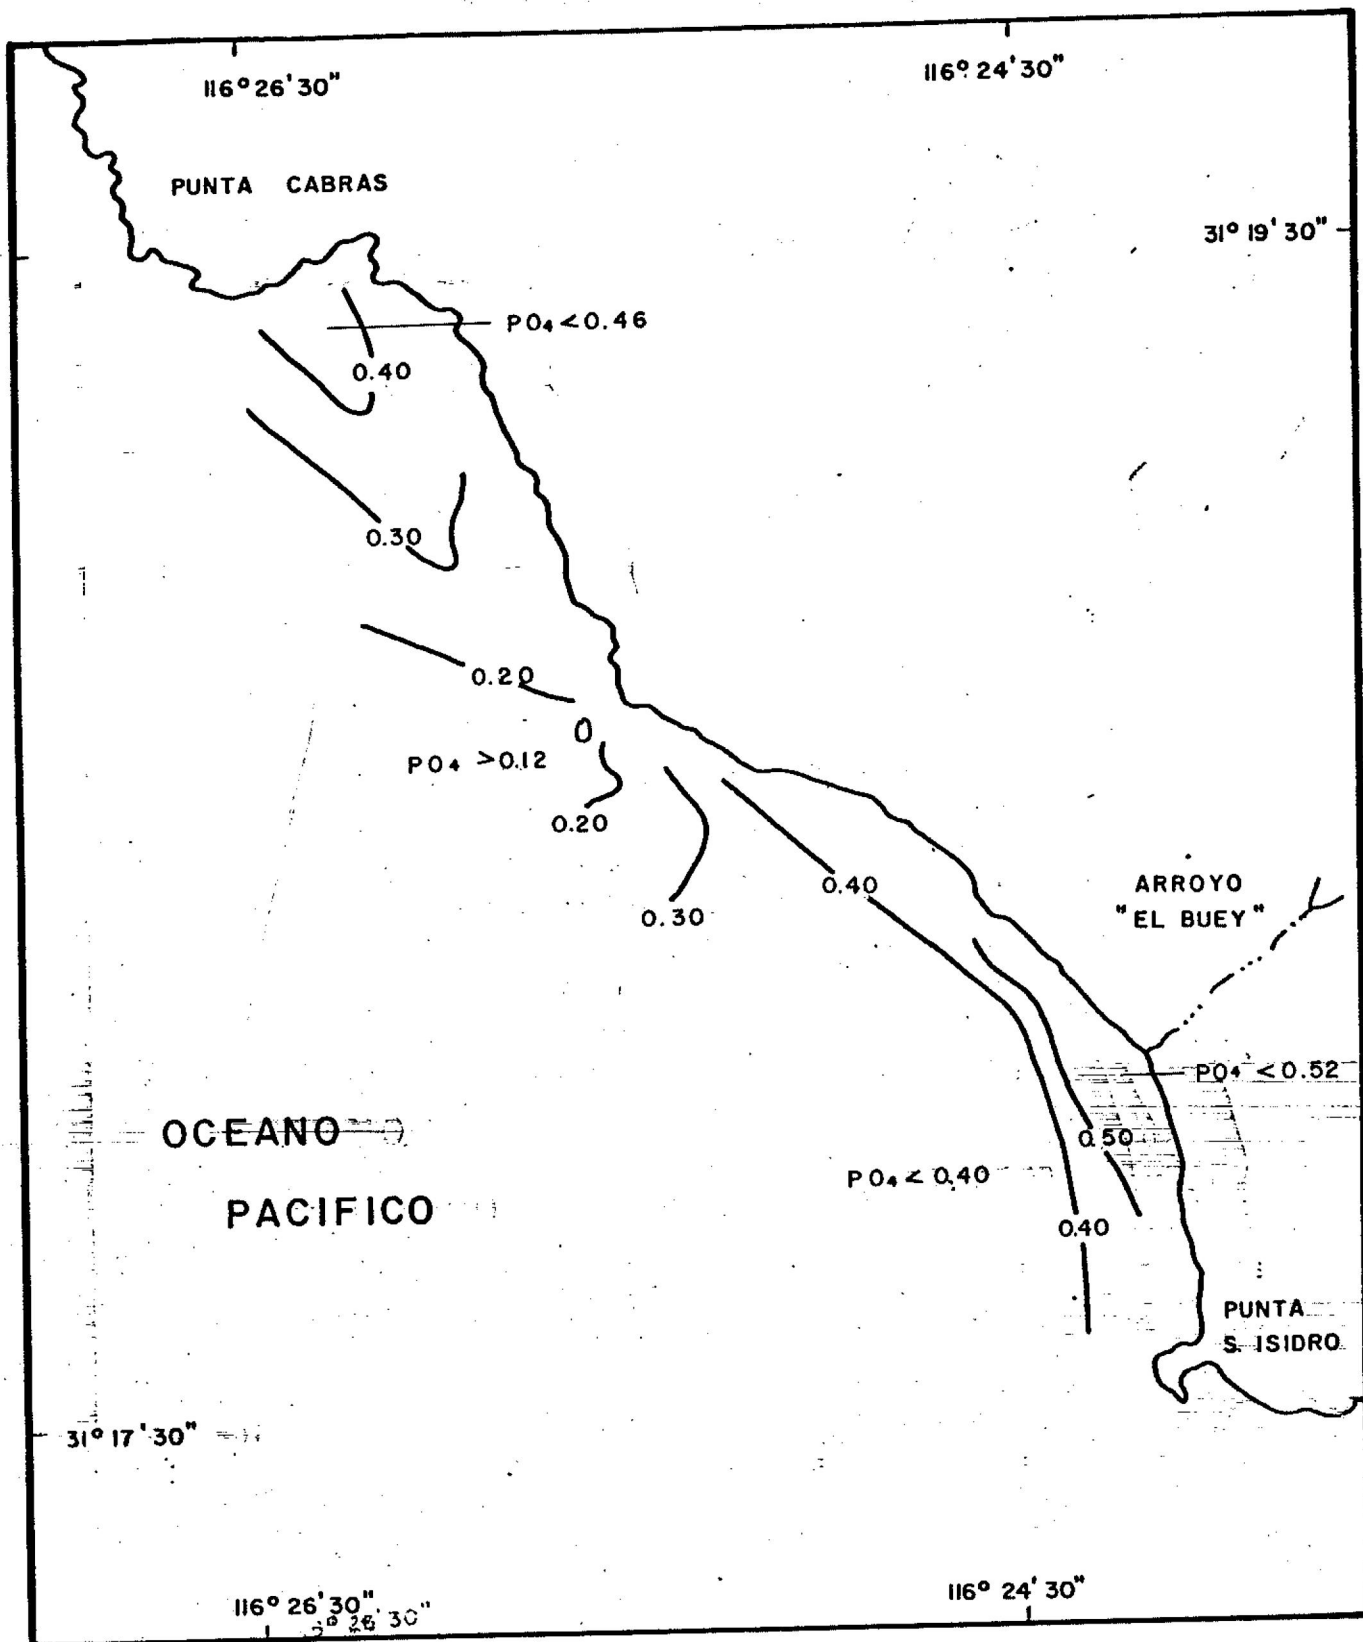 116° 26' 30"
116° 24' 30"
PUNTA CABRAS
31° 19' 30"
PO₄ < 0.46
0.40
0.30
0.20
PO₄ > 0.12
0.20
0.40
0.30
ARROYO
"EL BUEY"
PO₄ < 0.52
0.50
OCEANO
PO₄ < 0.40
PACIFICO
0.40
PUNTA
S. ISIDRO
31° 17' 30"
116° 26' 30"
116° 24' 30"